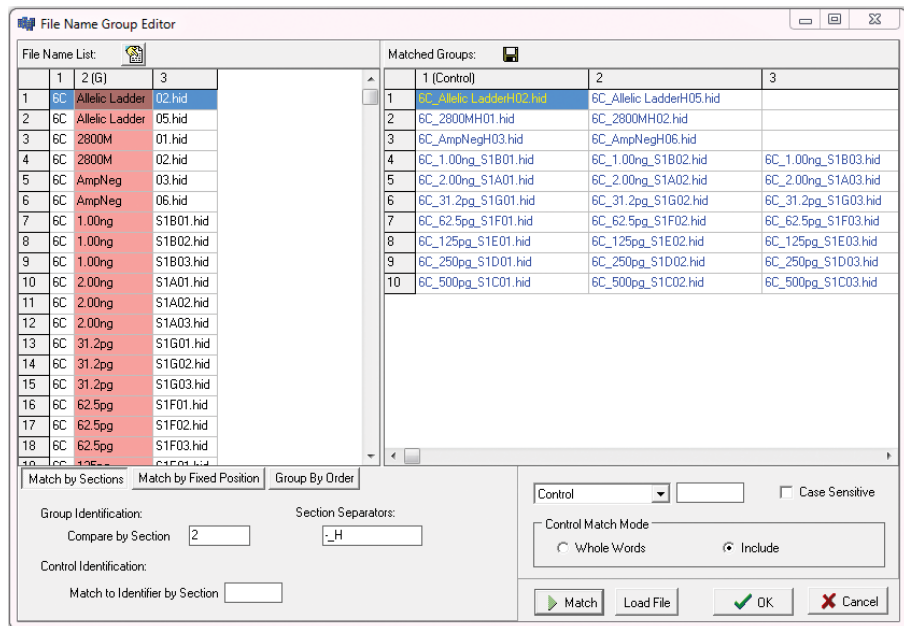 File Name Group Editor
File Name List:
1 2 (G) 3
1 6C Allelic Ladder 02.hid
2 6C Allelic Ladder 05.hid
3 6C 2800M 01.hid
4 6C 2800M 02.hid
5 6C AmpNeg 03.hid
6 6C AmpNeg 06.hid
7 6C 1.00ng S1B01.hid
8 6C 1.00ng S1B02.hid
9 6C 1.00ng S1B03.hid
10 6C 2.00ng S1A01.hid
11 6C 2.00ng S1A02.hid
12 6C 2.00ng S1A03.hid
13 6C 31.2pg S1G01.hid
14 6C 31.2pg S1G02.hid
15 6C 31.2pg S1G03.hid
16 6C 62.5pg S1F01.hid
17 6C 62.5pg S1F02.hid
18 6C 62.5pg S1F03.hid
19 6C 125pg S1E01.hid
Matched Groups:
1 (Control) 2 3
1 6C_Allelic LadderH02.hid 6C_Allelic LadderH05.hid
2 6C_2800MH01.hid 6C_2800MH02.hid
3 6C_AmpNegH03.hid 6C_AmpNegH06.hid
4 6C_1.00ng_S1B01.hid 6C_1.00ng_S1B02.hid 6C_1.00ng_S1B03.hid
5 6C_2.00ng_S1A01.hid 6C_2.00ng_S1A02.hid 6C_2.00ng_S1A03.hid
6 6C_31.2pg_S1G01.hid 6C_31.2pg_S1G02.hid 6C_31.2pg_S1G03.hid
7 6C_62.5pg_S1F01.hid 6C_62.5pg_S1F02.hid 6C_62.5pg_S1F03.hid
8 6C_125pg_S1E01.hid 6C_125pg_S1E02.hid 6C_125pg_S1E03.hid
9 6C_250pg_S1D01.hid 6C_250pg_S1D02.hid 6C_250pg_S1D03.hid
10 6C_500pg_S1C01.hid 6C_500pg_S1C02.hid 6C_500pg_S1C03.hid
Match by Sections Match by Fixed Position Group By Order
Group Identification: Section Separators:
Compare by Section 2 -_H
Control Identification:
Match to Identifier by Section
Control Case Sensitive
Control Match Mode
Whole Words Include
Match Load File OK Cancel